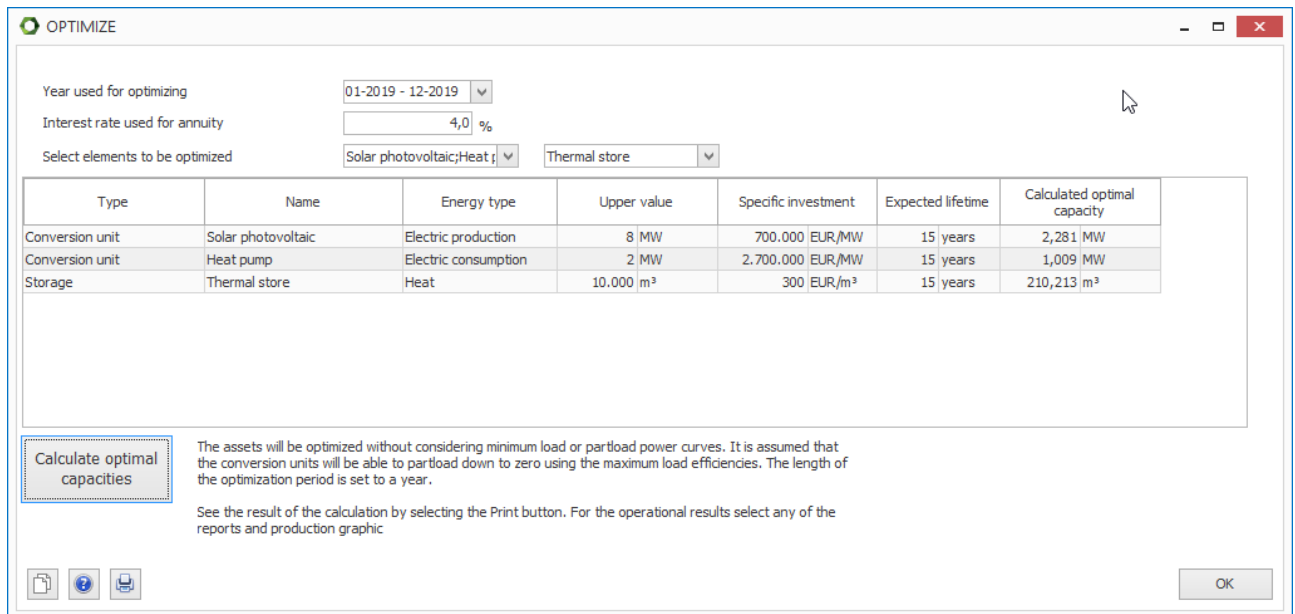 OPTIMIZE
Year used for optimizing 01-2019 - 12-2019
Interest rate used for annuity 4,0 %
Select elements to be optimized Solar photovoltaic;Heat p Thermal store
Type Name Energy type Upper value Specific investment Expected lifetime Calculated optimal capacity
Conversion unit Solar photovoltaic Electric production 8 MW 700.000 EUR/MW 15 years 2,281 MW
Conversion unit Heat pump Electric consumption 2 MW 2.700.000 EUR/MW 15 years 1,009 MW
Storage Thermal store Heat 10.000 m³ 300 EUR/m³ 15 years 210,213 m³
Calculate optimal
capacities
The assets will be optimized without considering minimum load or partload power curves. It is assumed that
the conversion units will be able to partload down to zero using the maximum load efficiencies. The length of
the optimization period is set to a year.
See the result of the calculation by selecting the Print button. For the operational results select any of the
reports and production graphic
OK